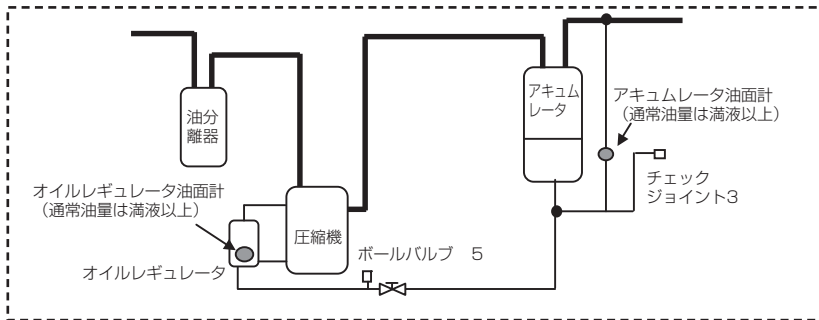 油分
離器
アキュム
レータ
アキュムレータ油面計
（通常油量は満液以上）
チェック
ジョイント3
オイルレギュレータ油面計
（通常油量は満液以上）
圧縮機
ボールバルブ　5
オイルレギュレータ